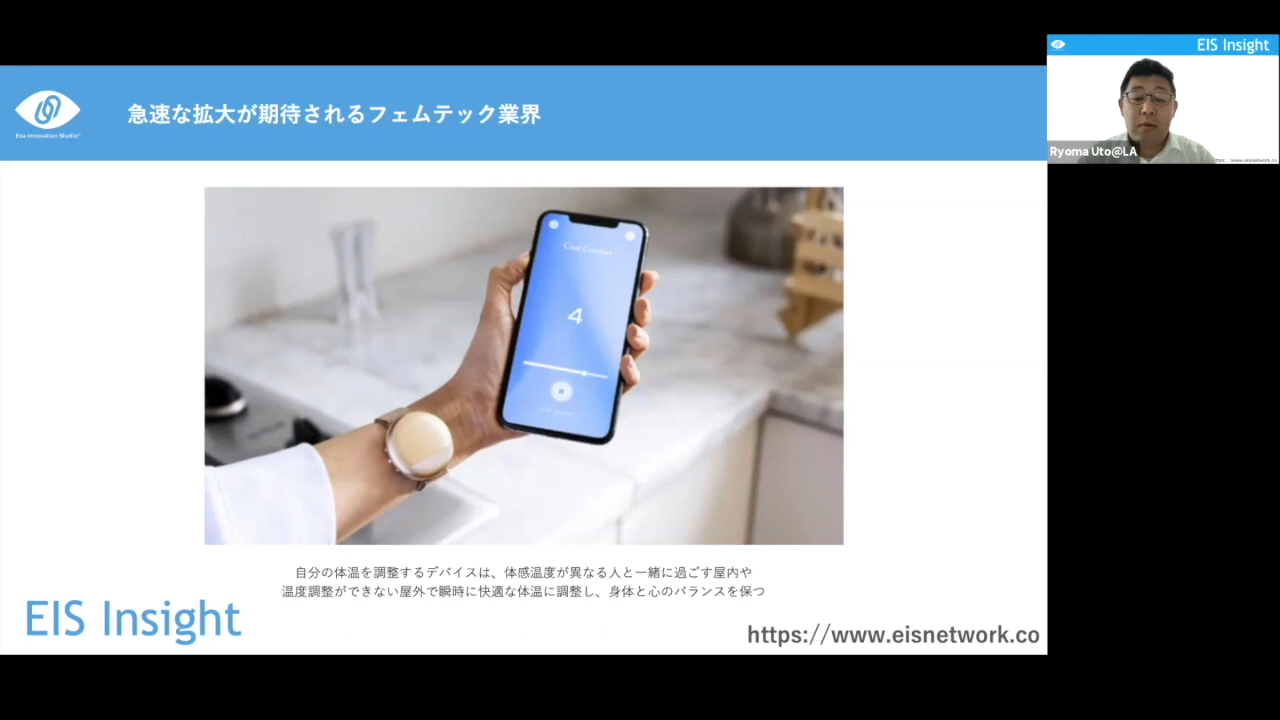 EIS Insight
急速な拡大が期待されるフェムテック業界
Exa Innovation Studio
Ryoma Uto@LA
Cool Comfort
4
自分の体温を調整するデバイスは、体感温度が異なる人と一緒に過ごす屋内や
温度調整ができない屋外で瞬時に快適な体温に調整し、身体と心のバランスを保つ
EIS Insight
https://www.eisnetwork.co